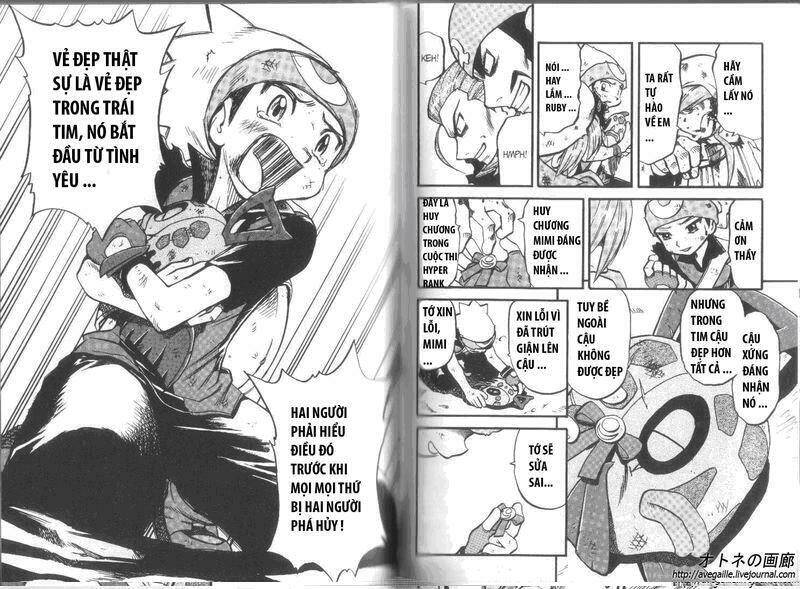 HÃY
CẦM
LẤY NÓ
TA RẤT
TỰ
HÀO
VỀ EM ...
NÓI ...
HAY
LẮM ...
RUBY ...
KEH!
HMPH!
CẢM
ƠN
THẦY
HUY
CHƯƠNG
MIMI ĐÁNG
ĐƯỢC
NHẬN ...
ĐÂY LÀ
HUY
CHƯƠNG
TRONG
CUỘC THI
HYPER
RANK
CẬU
XỨNG
ĐÁNG
NHẬN
NÓ ...
NHƯNG
TRONG
TIM CẬU
ĐẸP HƠN
TẤT CẢ ...
TUY BỀ
NGOÀI
CẬU
KHÔNG
ĐƯỢC ĐẸP
XIN LỖI VÌ
ĐÃ TRÚT
GIẬN LÊN
CẬU ...
TỚ XIN
LỖI,
MIMI ...
TỚ SẼ
SỬA
SAI ...
VẺ ĐẸP THẬT
SỰ LÀ VẺ ĐẸP
TRONG TRÁI
TIM, NÓ BẮT
ĐẦU TỪ TÌNH
YÊU ...
HAI NGƯỜI
PHẢI HIỂU
ĐIỀU ĐÓ
TRƯỚC KHI
MỌI MỌI THỨ
BỊ HAI NGƯỜI
PHÁ HỦY !
オトネの画廊
http://avegaille.livejournal.com